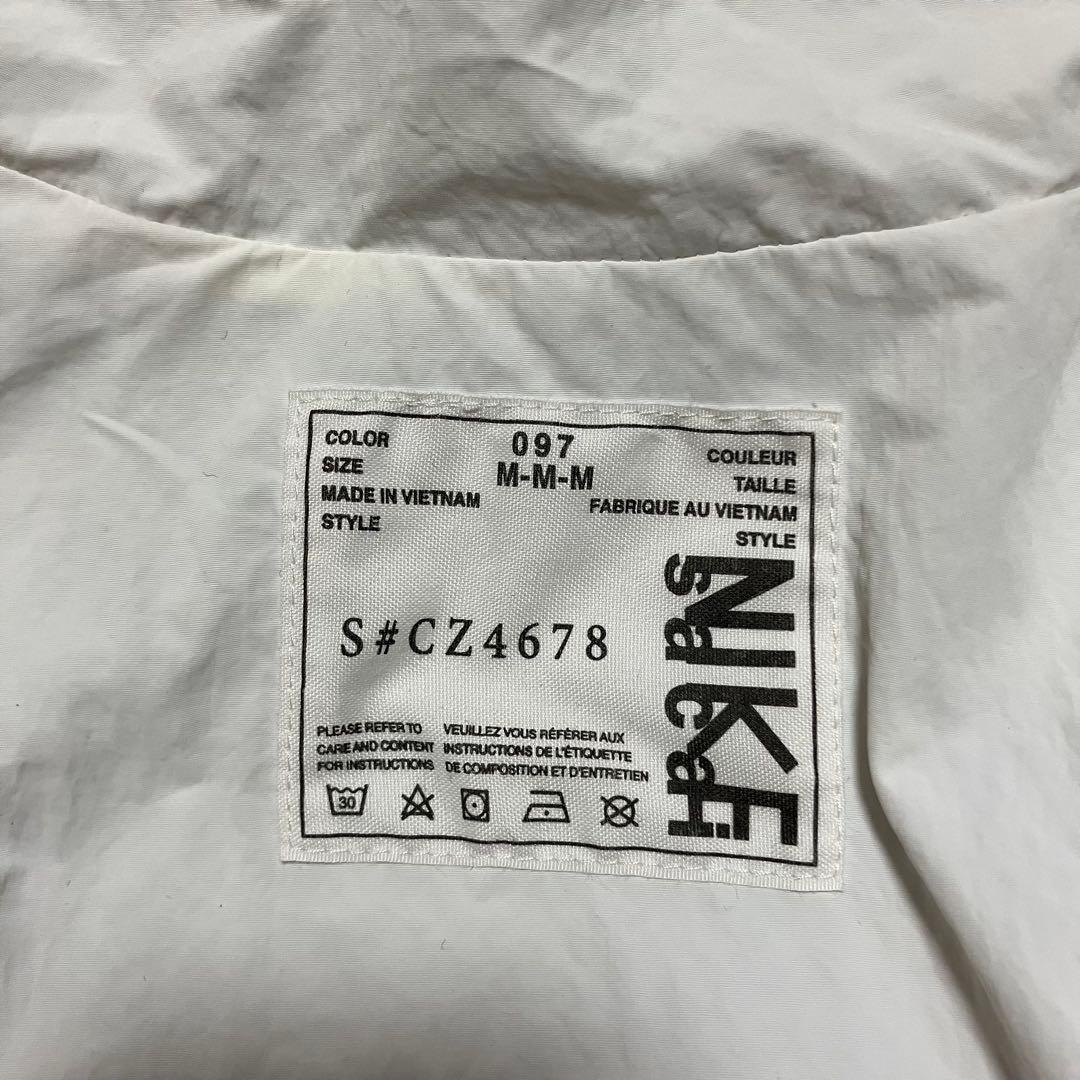 COLOR 097 COULEUR
SIZE M-M-M TAILLE
MADE IN VIETNAM FABRIQUE AU VIETNAM
STYLE STYLE
S#CZ4678
NIKE
sacai
PLEASE REFER TO VEUILLEZ VOUS RÉFÉRER AUX
CARE AND CONTENT INSTRUCTIONS DE L'ÉTIQUETTE
FOR INSTRUCTIONS DE COMPOSITION ET D'ENTRETIEN
30